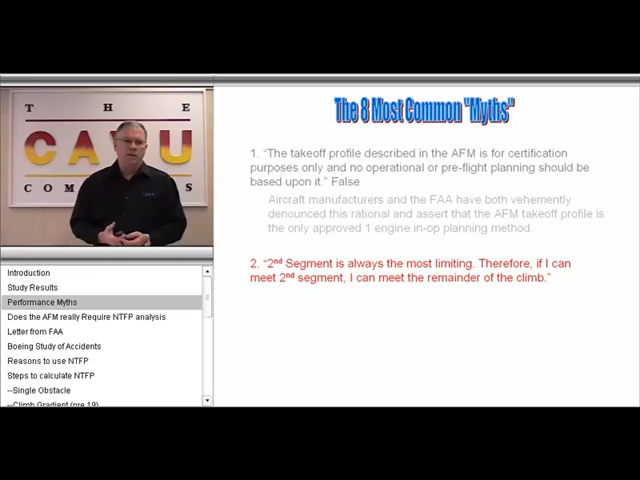 T H E
CAVU
C O M P A N I E S
The 8 Most Common "Myths"
1. "The takeoff profile described in the AFM is for certification
purposes only and no operational or pre-flight planning should be
based upon it." False
Aircraft manufacturers and the FAA have both vehemently
denounced this rational and assert that the AFM takeoff profile is
the only approved 1 engine in-op planning method.
2. "2nd Segment is always the most limiting. Therefore, if I can
meet 2nd segment, I can meet the remainder of the climb."
Introduction
Study Results
Performance Myths
Does the AFM really Require NTFP analysis
Letter from FAA
Boeing Study of Accidents
Reasons to use NTFP
Steps to calculate NTFP
--Single Obstacle
--Climb Gradient (pre 19)